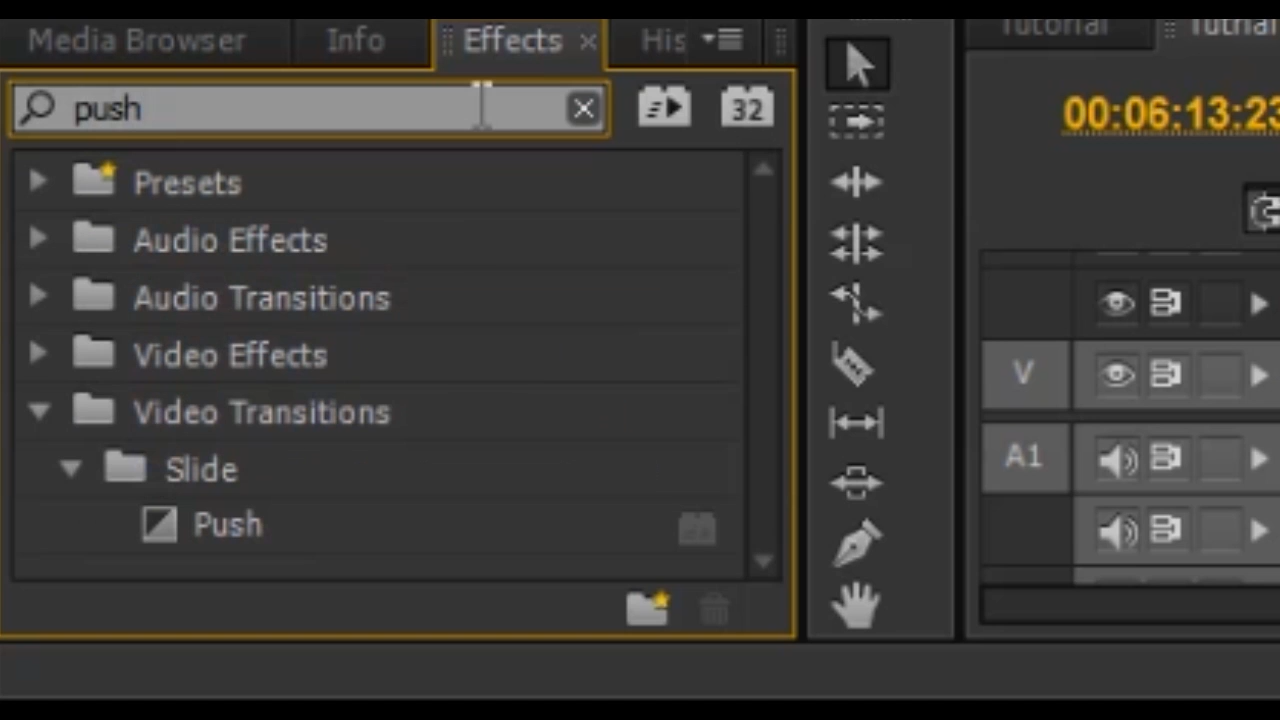 Media Browser Info Effects His
Tutorial
push
32
00:06:13:23
Presets
Audio Effects
Audio Transitions
Video Effects
V
Video Transitions
A1
Slide
Push